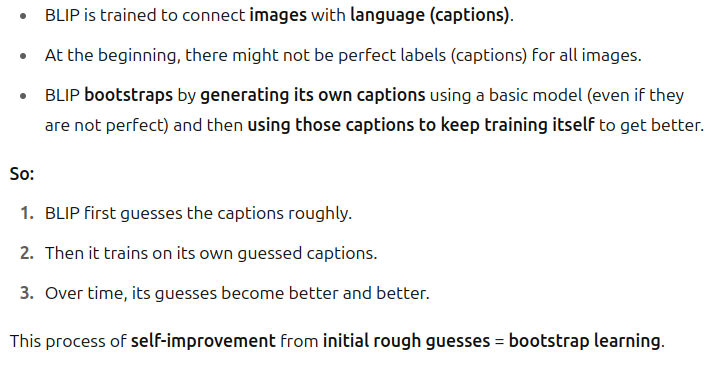 • BLIP is trained to connect images with language (captions).
• At the beginning, there might not be perfect labels (captions) for all images.
• BLIP bootstraps by generating its own captions using a basic model (even if they
are not perfect) and then using those captions to keep training itself to get better.
So:
1. BLIP first guesses the captions roughly.
2. Then it trains on its own guessed captions.
3. Over time, its guesses become better and better.
This process of self-improvement from initial rough guesses = bootstrap learning.